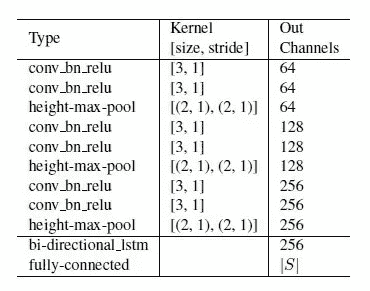 Type Kernel [size, stride] Out Channels
conv_bn_relu [3, 1] 64
conv_bn_relu [3, 1] 64
height-max-pool [(2, 1), (2, 1)] 64
conv_bn_relu [3, 1] 128
conv_bn_relu [3, 1] 128
height-max-pool [(2, 1), (2, 1)] 128
conv_bn_relu [3, 1] 256
conv_bn_relu [3, 1] 256
height-max-pool [(2, 1), (2, 1)] 256
bi-directional_lstm 256
fully-connected |S|